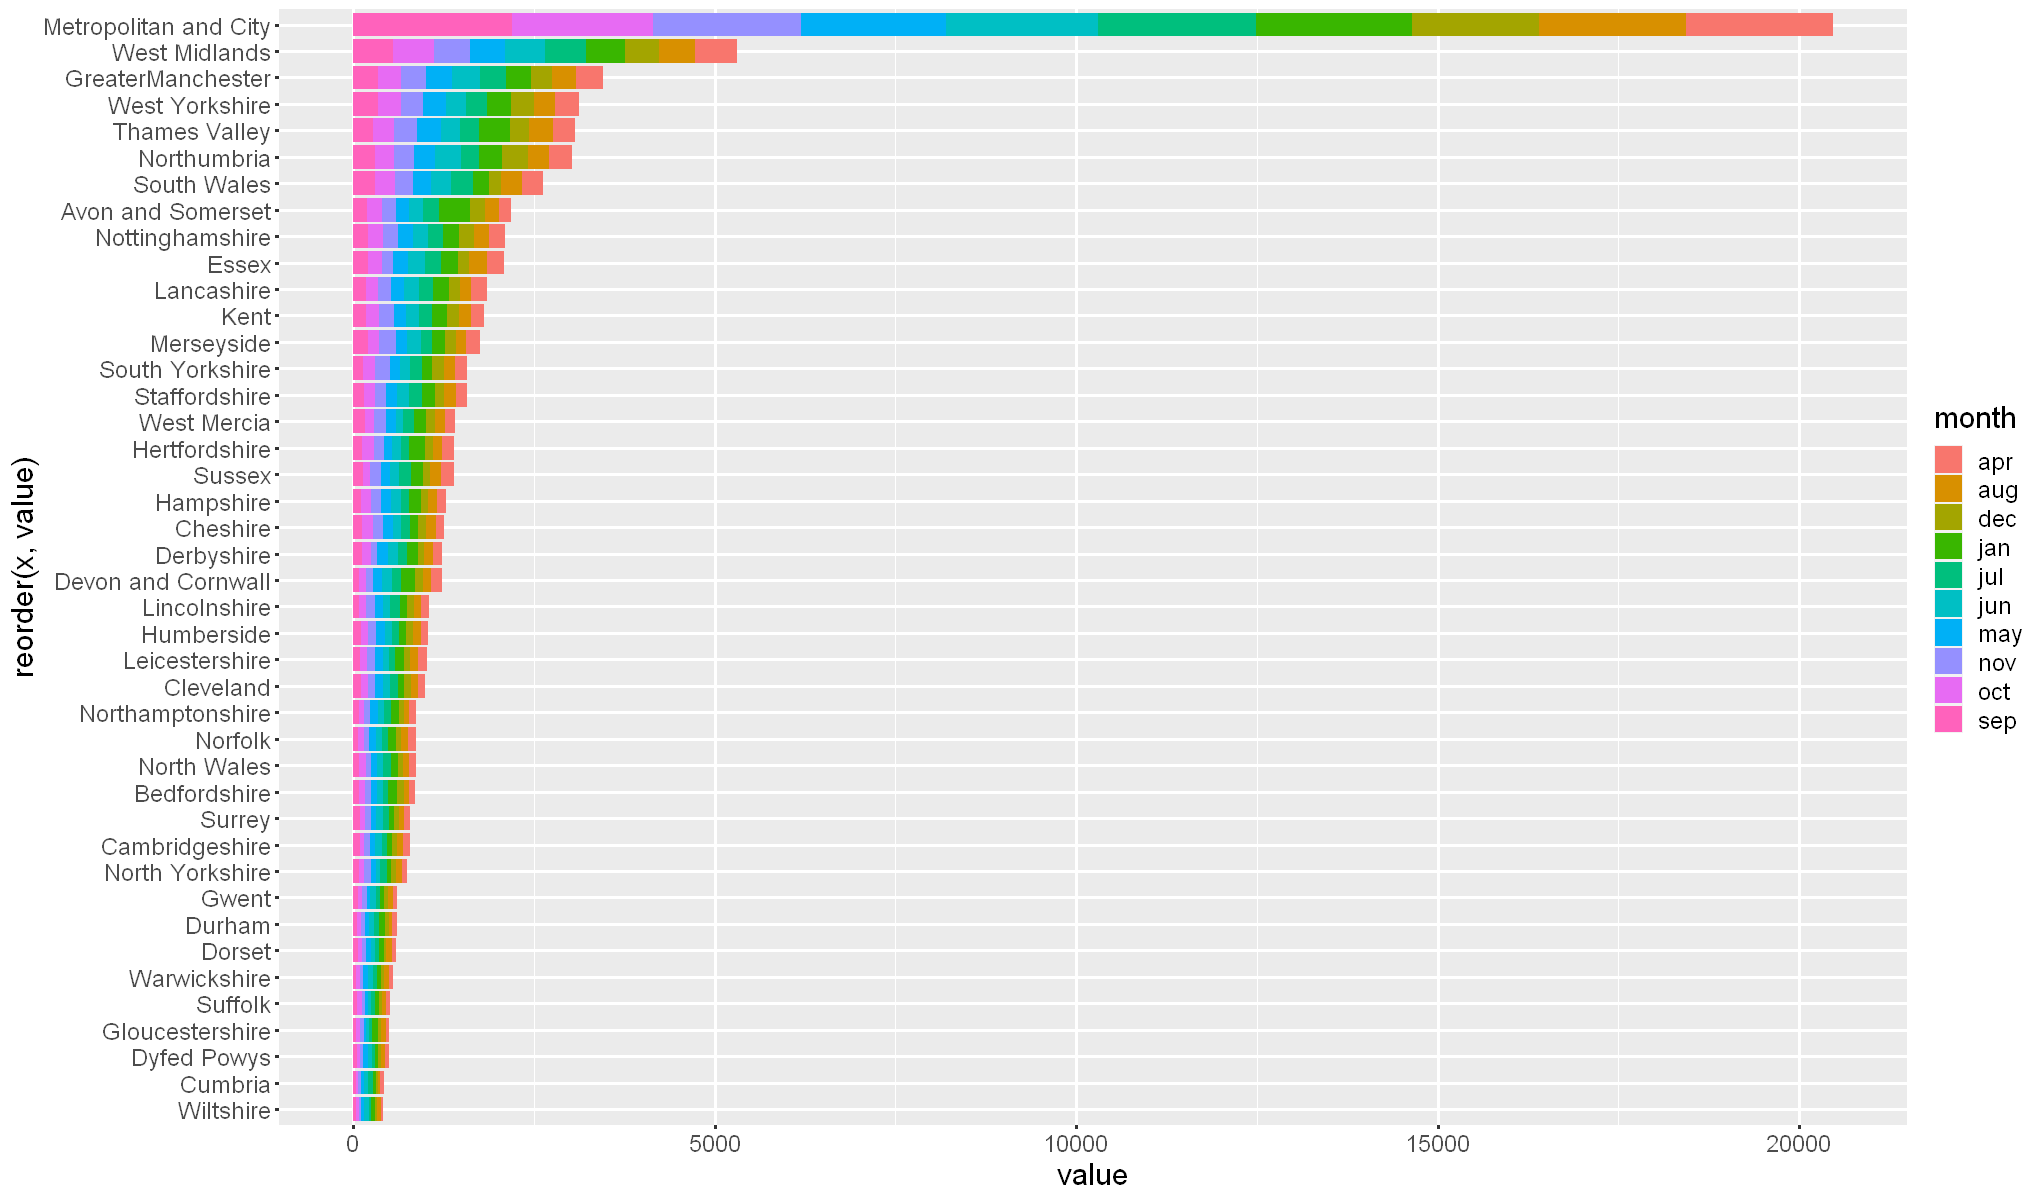 reorder(x, value)
Metropolitan and City
West Midlands
GreaterManchester
West Yorkshire
Thames Valley
Northumbria
South Wales
Avon and Somerset
Nottinghamshire
Essex
Lancashire
Kent
Merseyside
South Yorkshire
Staffordshire
West Mercia
Hertfordshire
Sussex
Hampshire
Cheshire
Derbyshire
Devon and Cornwall
Lincolnshire
Humberside
Leicestershire
Cleveland
Northamptonshire
Norfolk
North Wales
Bedfordshire
Surrey
Cambridgeshire
North Yorkshire
Gwent
Durham
Dorset
Warwickshire
Suffolk
Gloucestershire
Dyfed Powys
Cumbria
Wiltshire
0 5000 10000 15000 20000
value
month
apr
aug
dec
jan
jul
jun
may
nov
oct
sep